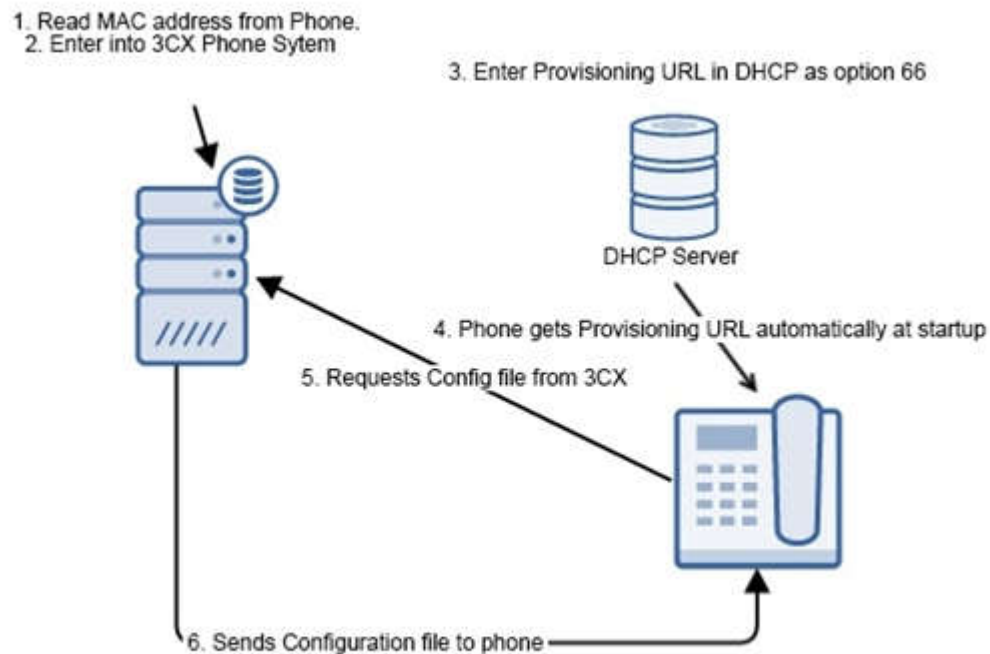 1. Read MAC address from Phone.
2. Enter into 3CX Phone Sytem
3. Enter Provisioning URL in DHCP as option 66
DHCP Server
4. Phone gets Provisioning URL automatically at startup
5. Requests Config file from 3CX
6. Sends Configuration file to phone